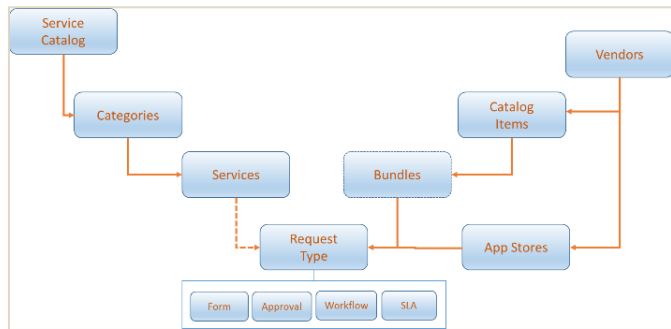 Service
Catalog
Vendors
Categories
Catalog
Items
Services
Bundles
Request
Type
App Stores
Form
Approval
Workflow
SLA